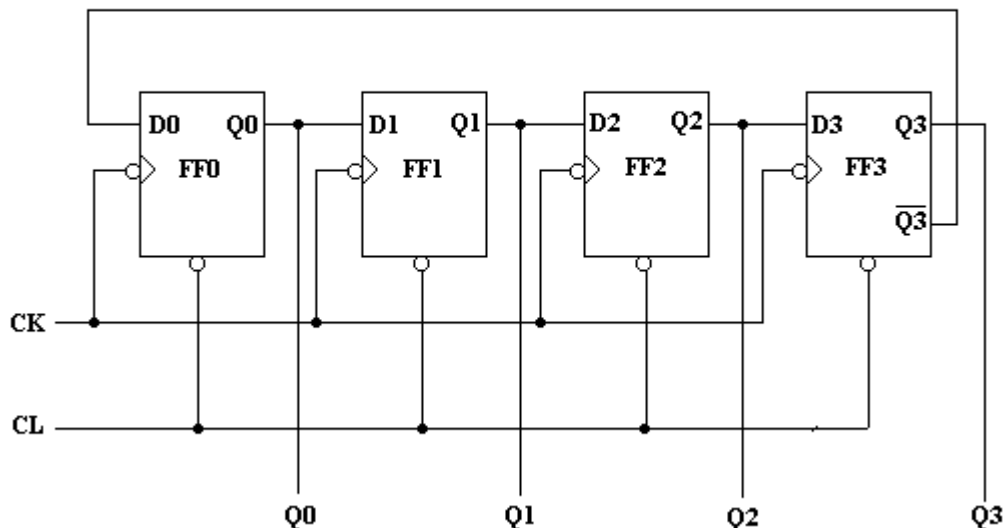 D0 Q0 D1 Q1 D2 Q2 D3 Q3
FF0 FF1 FF2 FF3
Q3
CK
CL
Q0 Q1 Q2 Q3